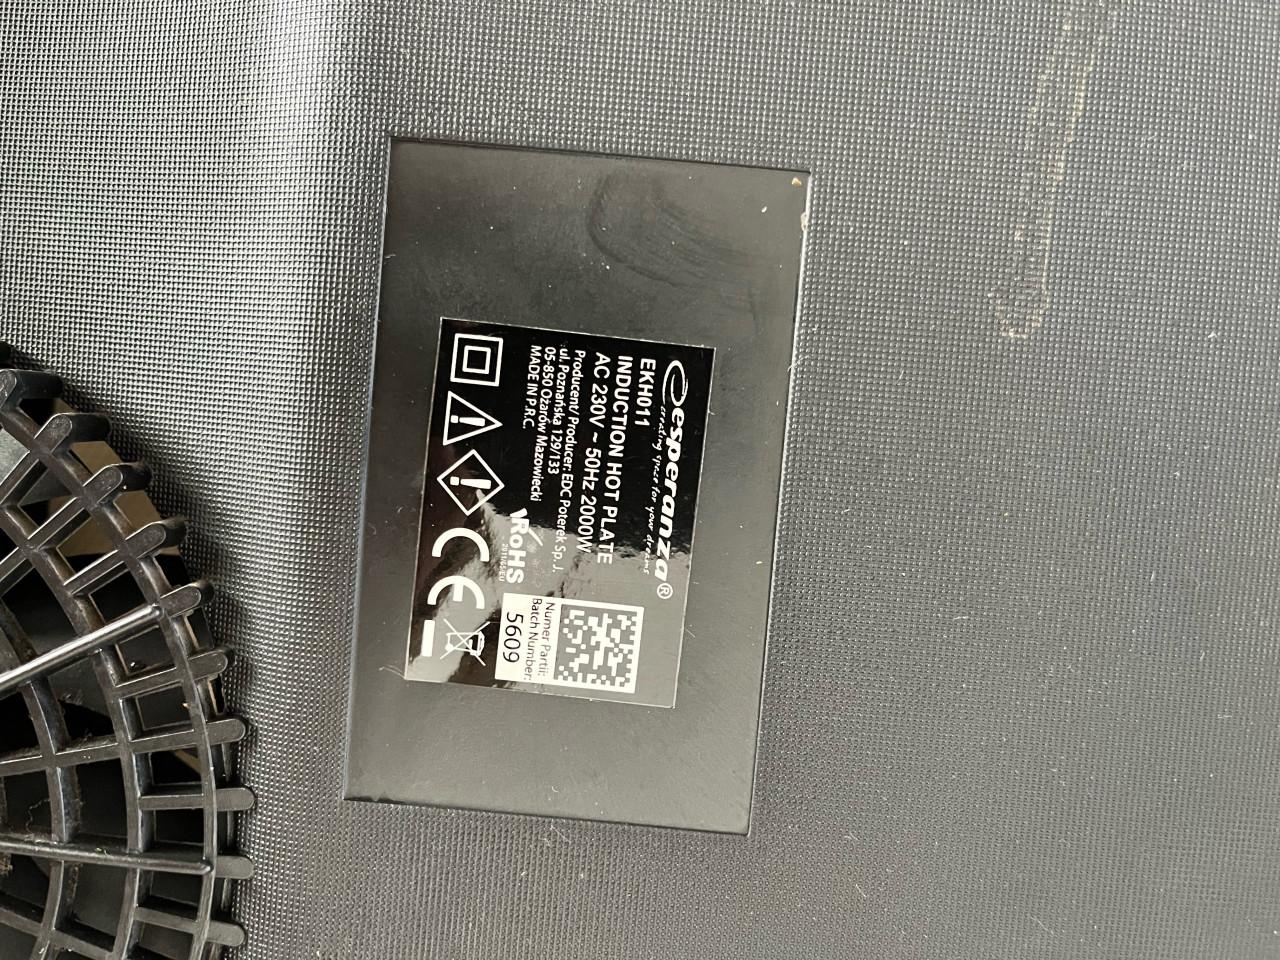 esperanza®
creating space for your dreams
EKH011
INDUCTION HOT PLATE
AC 230V ~ 50Hz 2000W
Producent/ Producer: EDC Poterek Sp.J.
ul. Poznańska 129/133
05-850 Ożarów Mazowiecki
MADE IN P.R.C.
RoHS
CE
Numer Partii:
Batch Number:
5609